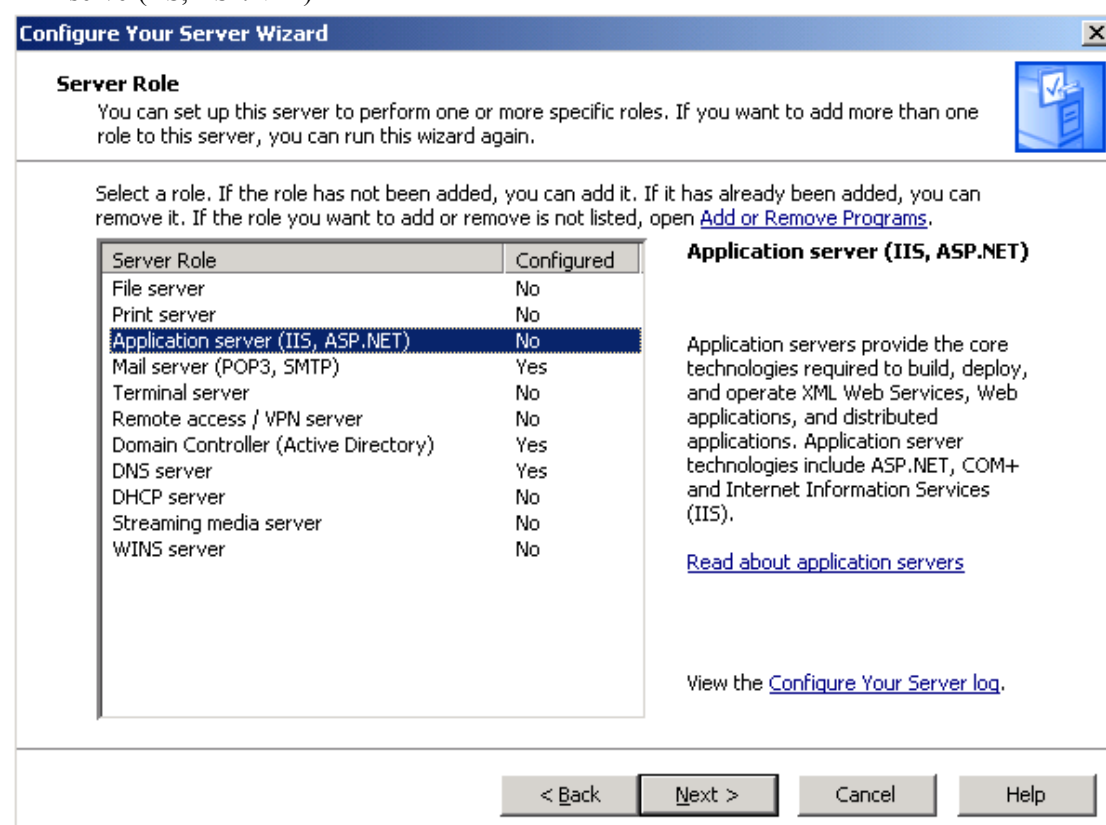 Configure Your Server Wizard
Server Role
You can set up this server to perform one or more specific roles. If you want to add more than one
role to this server, you can run this wizard again.
Select a role. If the role has not been added, you can add it. If it has already been added, you can
remove it. If the role you want to add or remove is not listed, open Add or Remove Programs.
Server Role Configured
File server No
Print server No
Application server (IIS, ASP.NET) No
Mail server (POP3, SMTP) Yes
Terminal server No
Remote access / VPN server No
Domain Controller (Active Directory) Yes
DNS server Yes
DHCP server No
Streaming media server No
WINS server No
Application server (IIS, ASP.NET)
Application servers provide the core
technologies required to build, deploy,
and operate XML Web Services, Web
applications, and distributed
applications. Application server
technologies include ASP.NET, COM+
and Internet Information Services
(IIS).
Read about application servers
View the Configure Your Server log.
< Back Next > Cancel Help